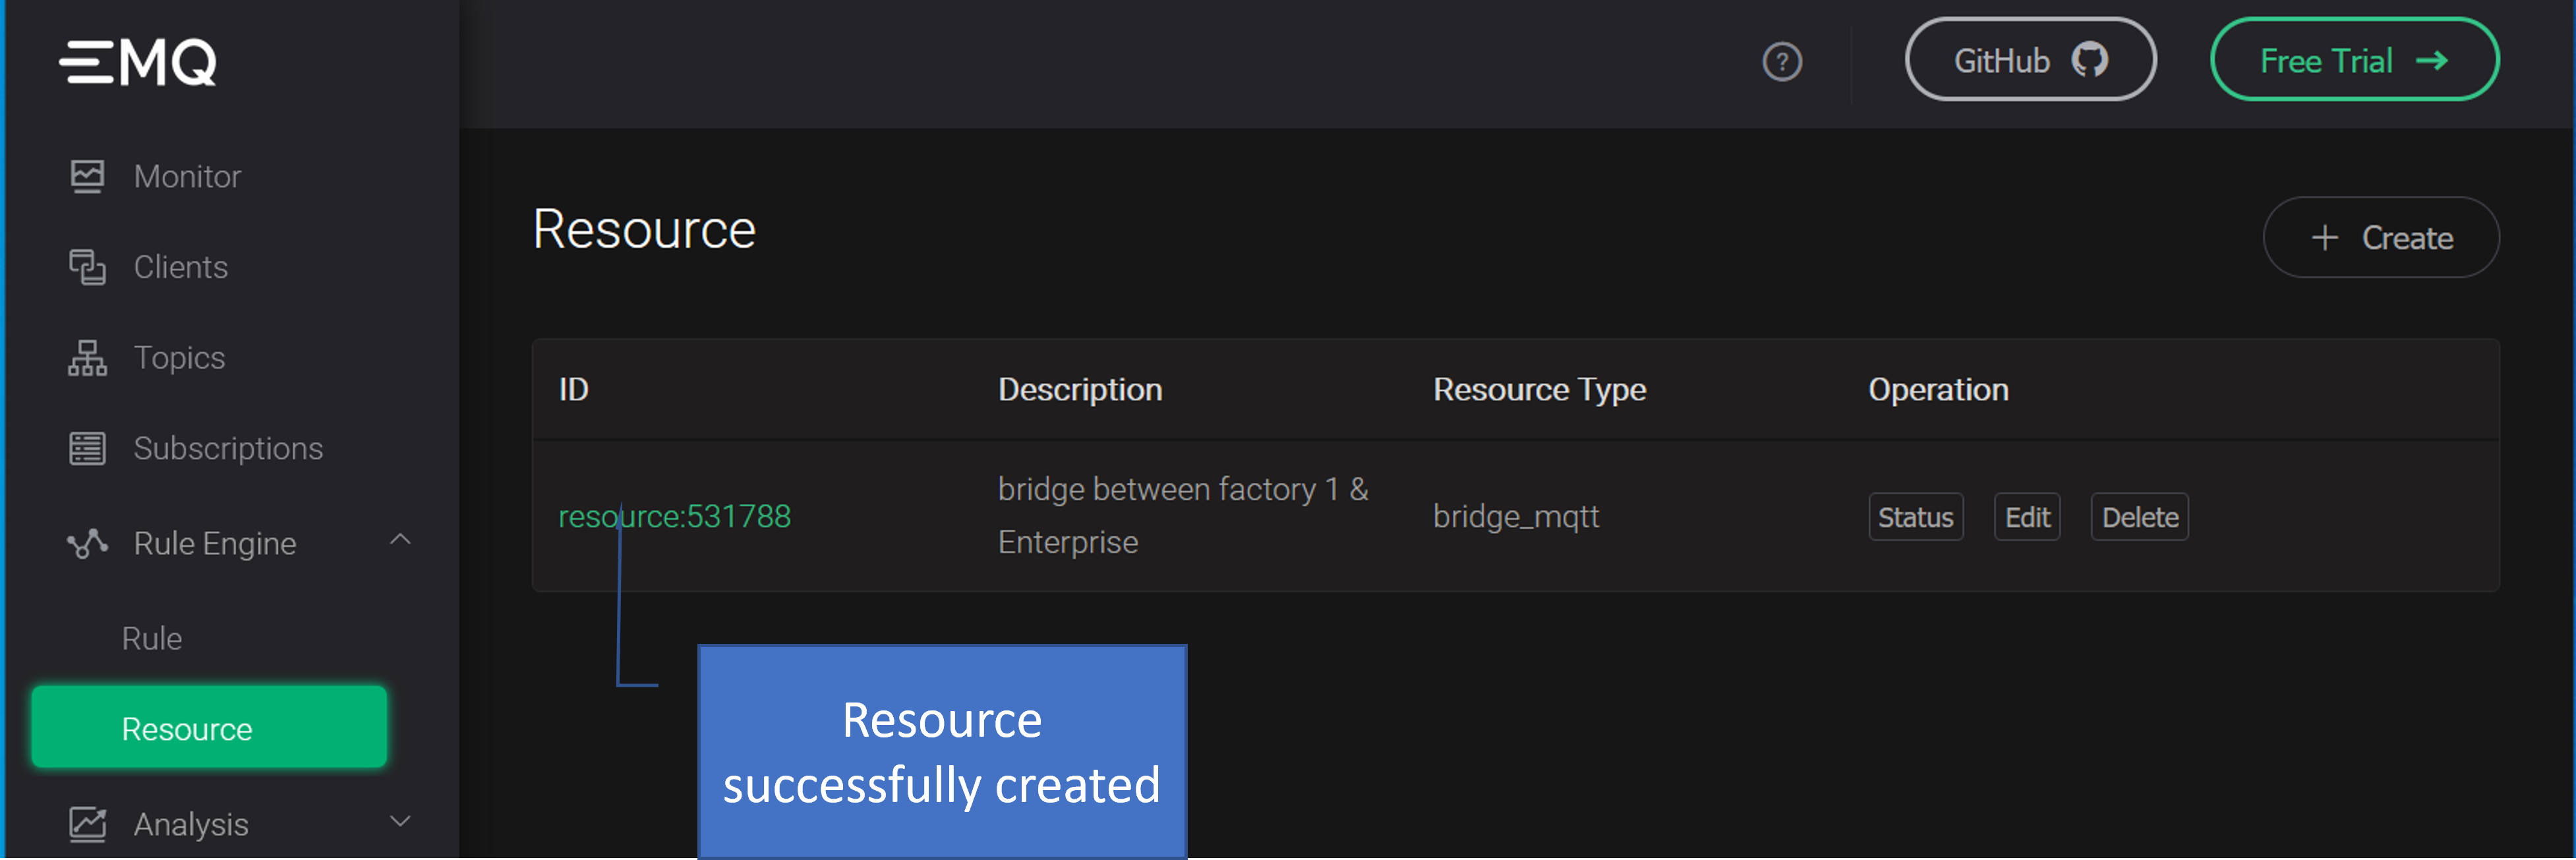 EMQ
GitHub
Free Trial
Monitor
Clients
Topics
Subscriptions
Rule Engine
Rule
Resource
Analysis
Resource
+ Create
ID Description Resource Type Operation
resource:531788
bridge between factory 1 &
Enterprise
bridge_mqtt
Status Edit Delete
Resource
successfully created